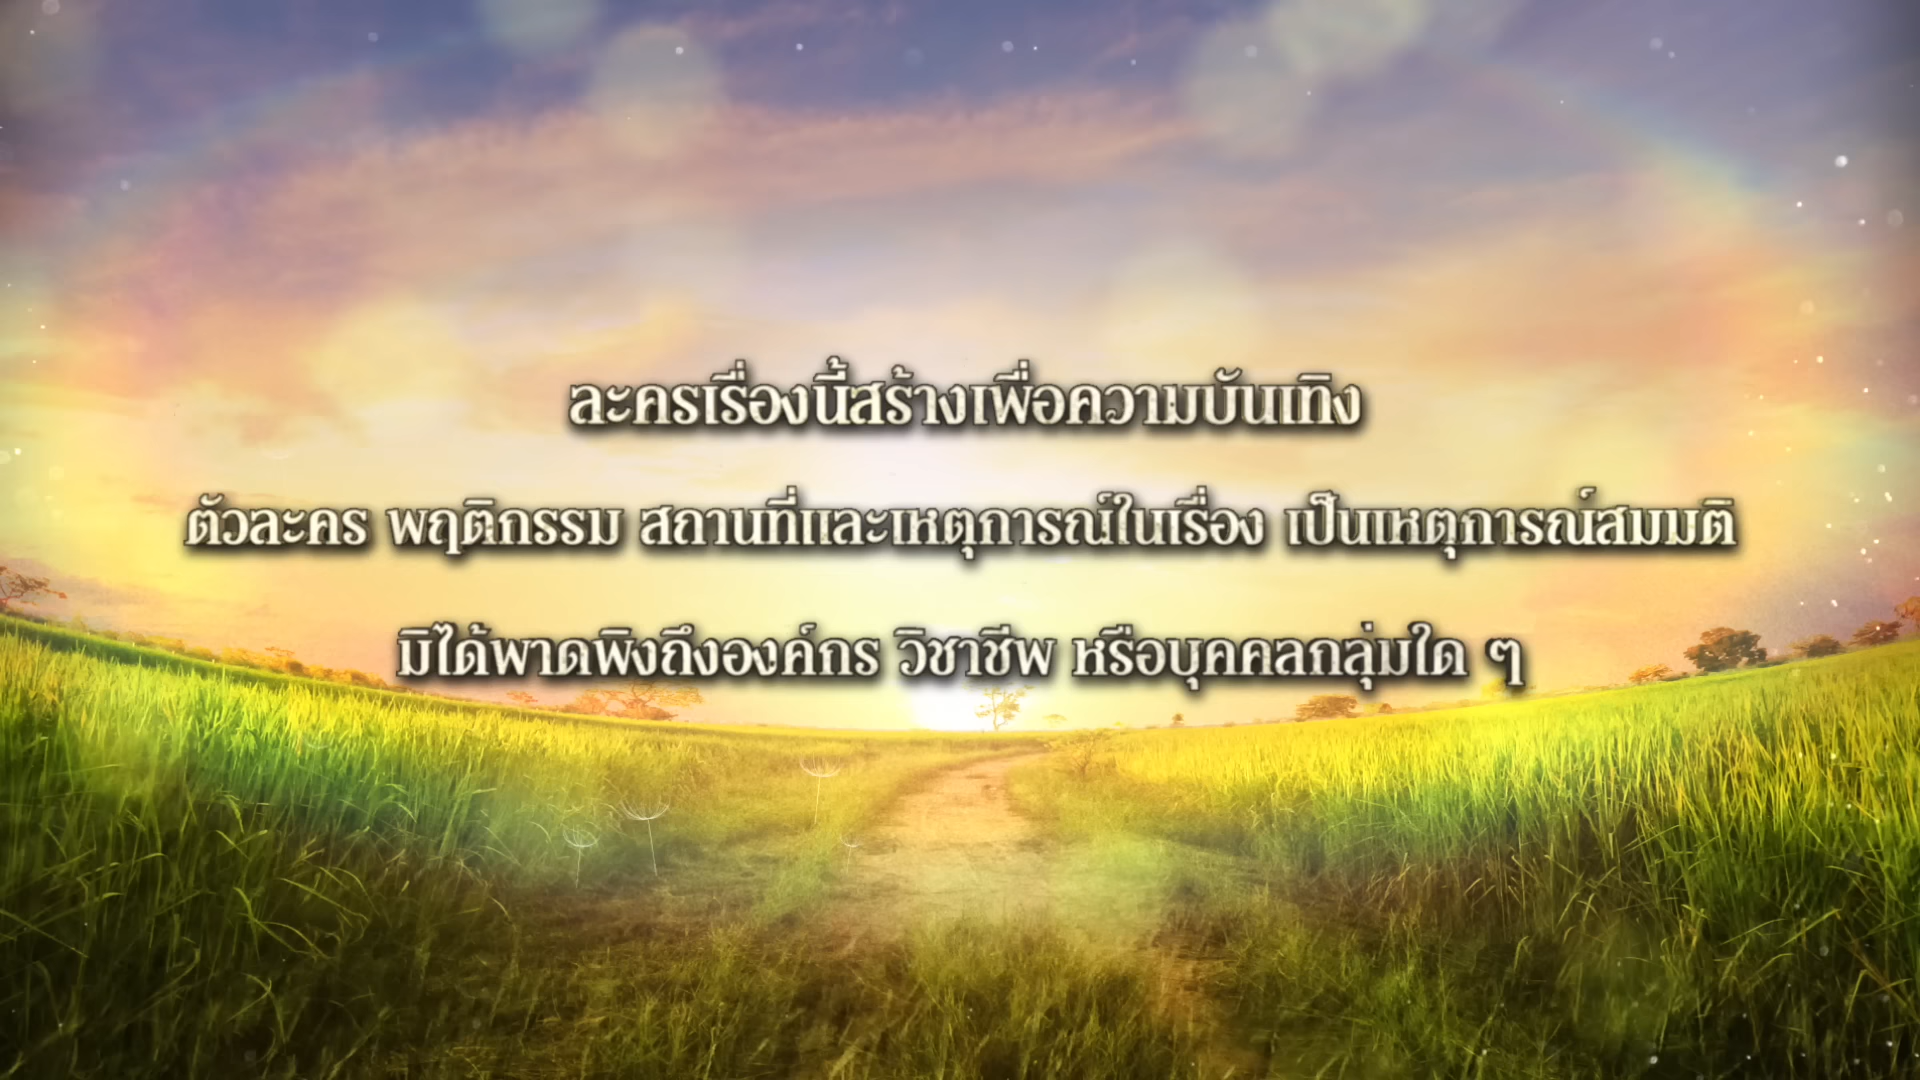 ละครเรื่องนี้สร้างเพื่อความบันเทิง
ตัวละคร พฤติกรรม สถานที่และเหตุการณ์ในเรื่อง เป็นเหตุการณ์สมมติ
มิได้พาดพิงถึงองค์กร วิชาชีพ หรือบุคคลกลุ่มใด ๆ